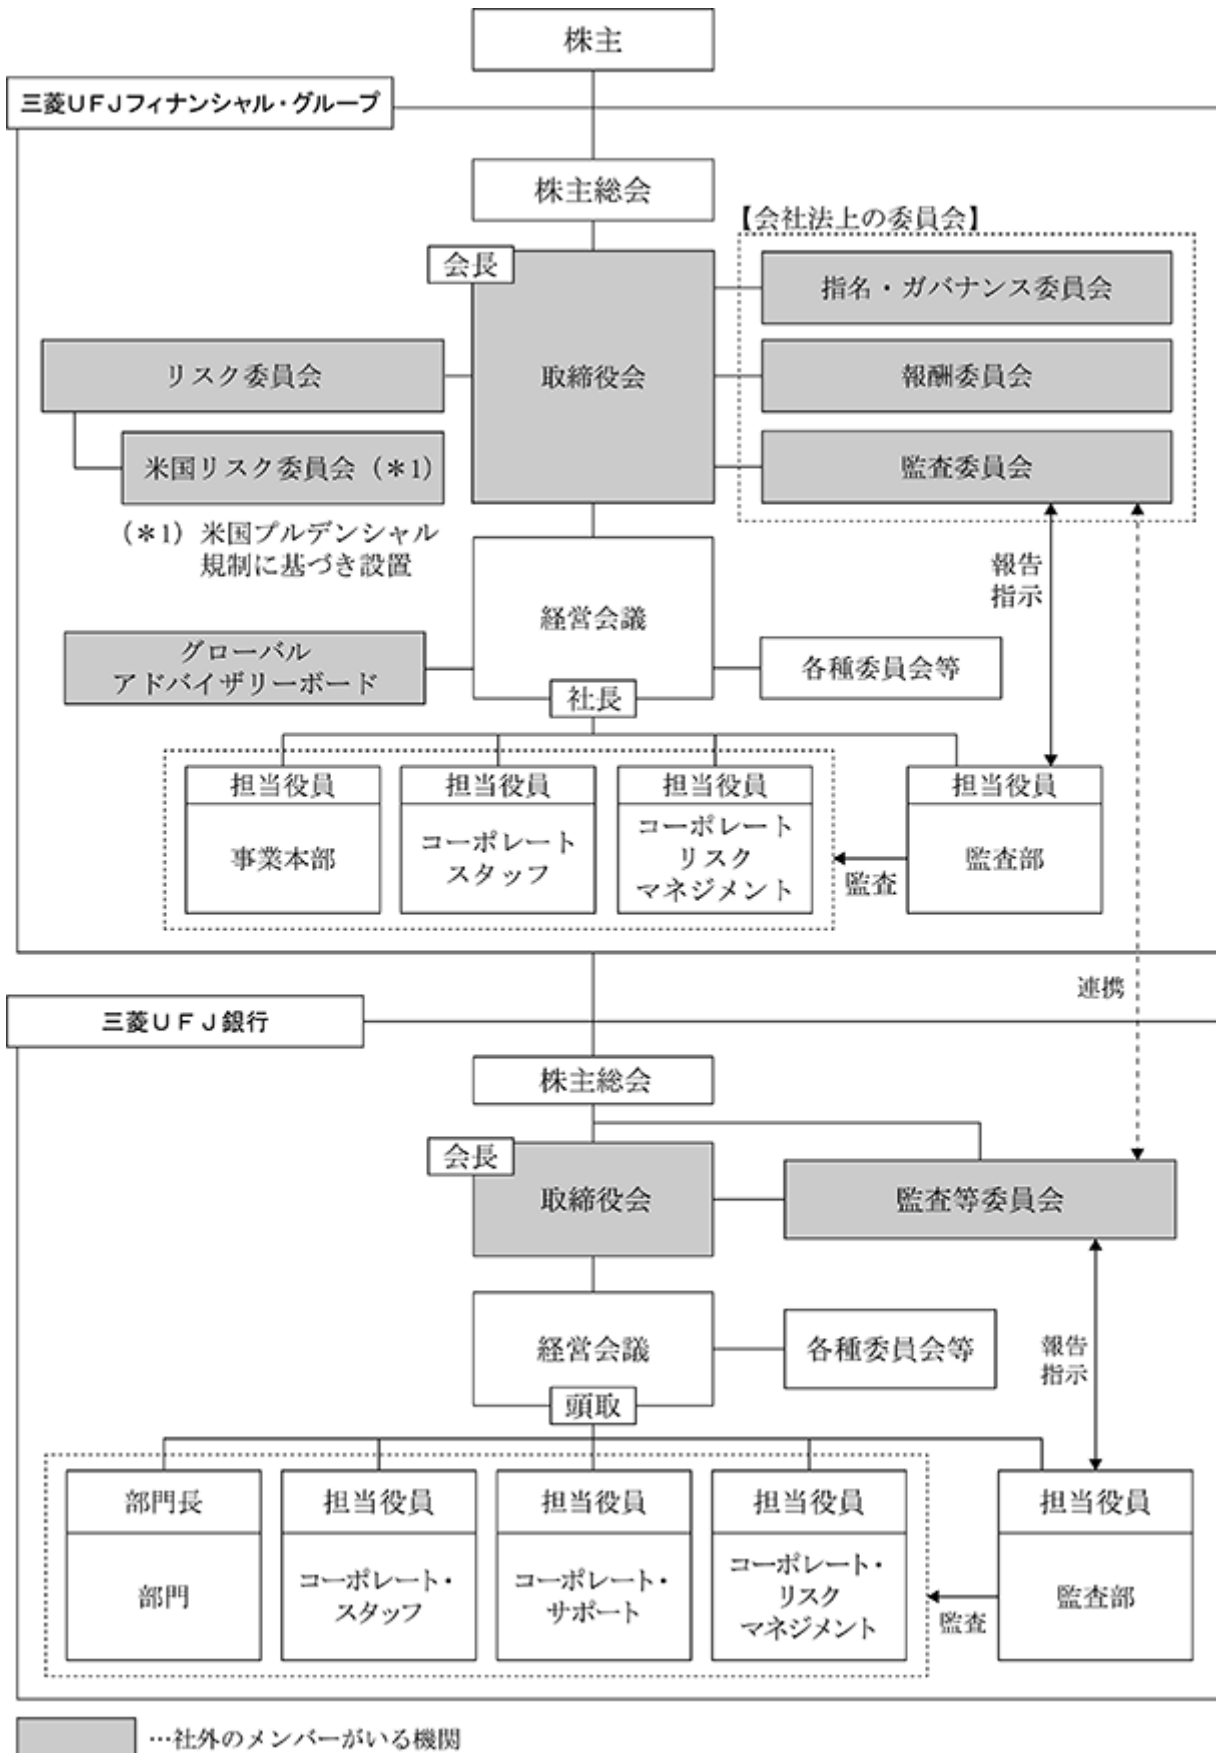 株主
三菱UFJフィナンシャル・グループ
株主総会
【会社法上の委員会】
会長
取締役会
指名・ガバナンス委員会
報酬委員会
監査委員会
リスク委員会
米国リスク委員会（＊1）
（＊1）米国プルデンシャル
規制に基づき設置
報告
指示
経営会議
グローバル
アドバイザリーボード
各種委員会等
社長
担当役員
事業本部
担当役員
コーポレート
スタッフ
担当役員
コーポレート
リスク
マネジメント
監査
担当役員
監査部
連携
三菱ＵＦＪ銀行
株主総会
会長
取締役会
監査等委員会
経営会議
各種委員会等
報告
指示
頭取
部門長
部門
担当役員
コーポレート・
スタッフ
担当役員
コーポレート・
サポート
担当役員
コーポレート・
リスク
マネジメント
監査
担当役員
監査部
…社外のメンバーがいる機関